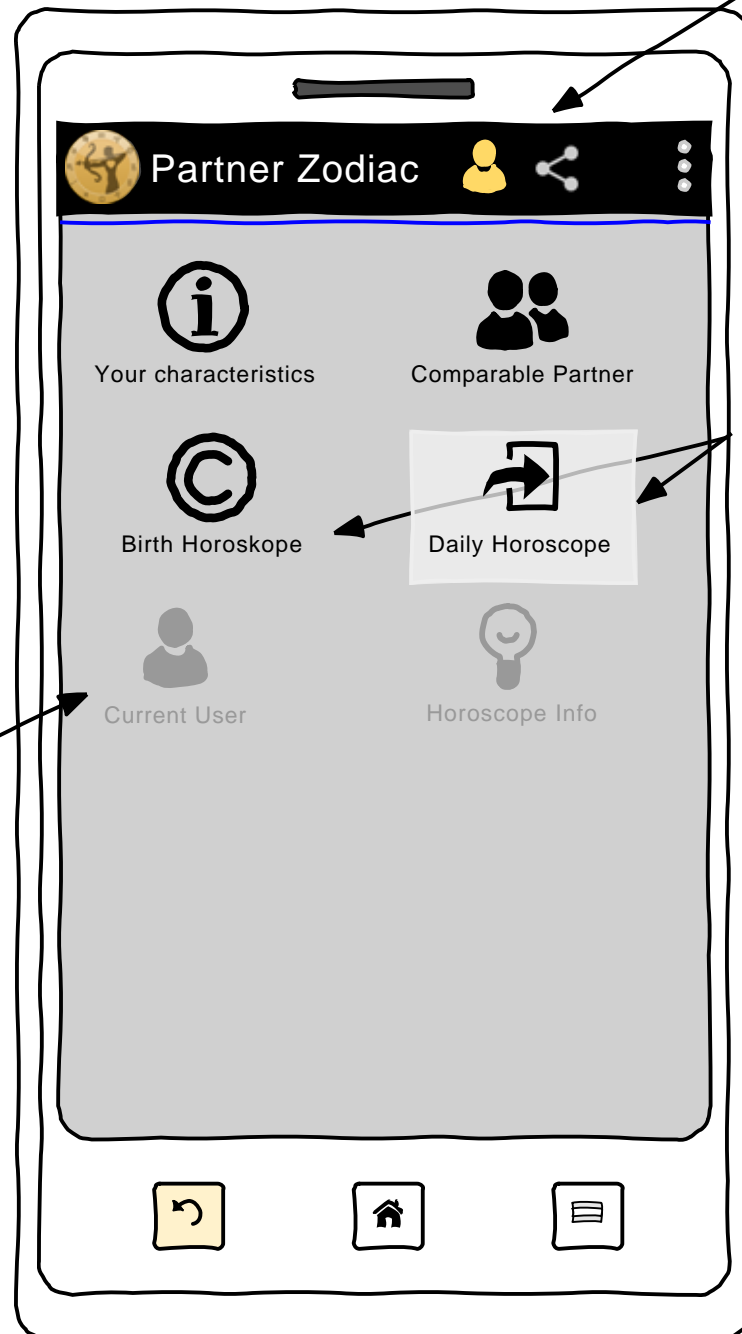 Partner Zodiac
Your characteristics
Comparable Partner
Birth Horoskope
Daily Horoscope
Current User
Horoscope Info